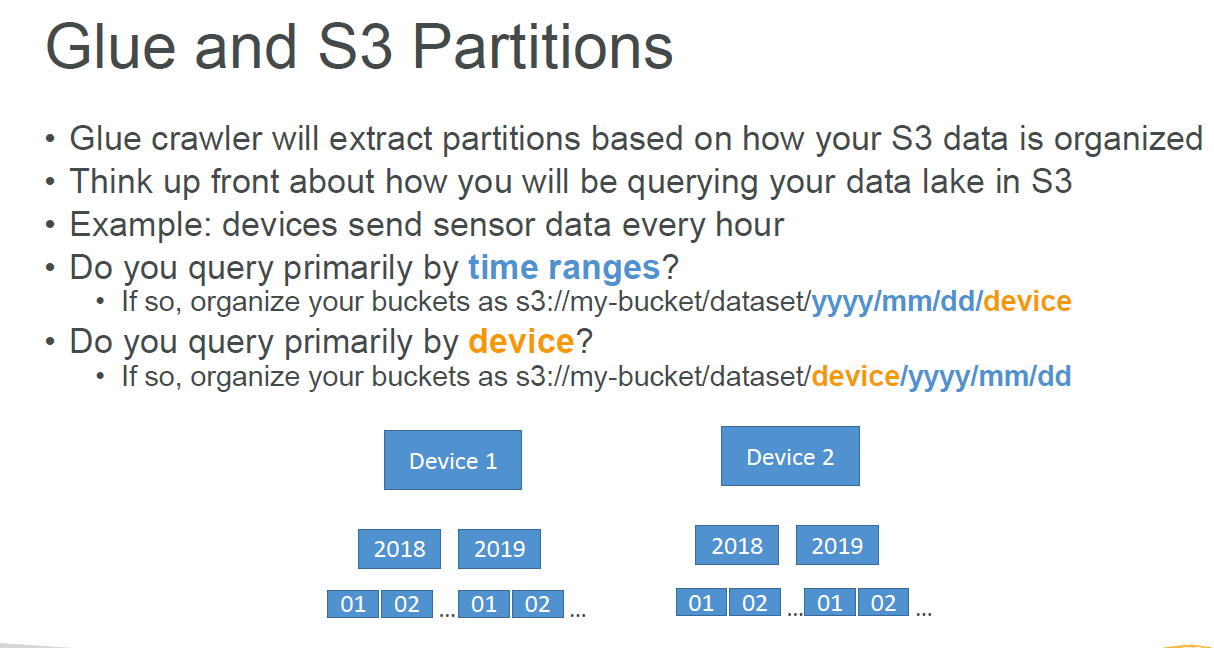 Glue and S3 Partitions
• Glue crawler will extract partitions based on how your S3 data is organized
• Think up front about how you will be querying your data lake in S3
• Example: devices send sensor data every hour
• Do you query primarily by time ranges?
• If so, organize your buckets as s3://my-bucket/dataset/yyyy/mm/dd/device
• Do you query primarily by device?
• If so, organize your buckets as s3://my-bucket/dataset/device/yyyy/mm/dd
Device 1 Device 2
2018 2019 2018 2019
01 02 ... 01 02 ... 01 02 ... 01 02 ...